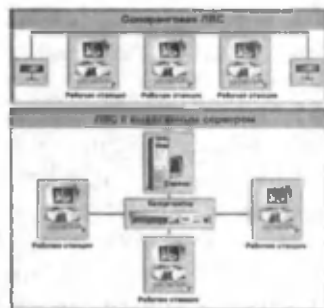 Одноранговая ЛВС
Рабочая станция Рабочая станция Рабочая станция
ЛВС с выделенным сервером
Сервер
Рабочая станция Рабочая станция
Рабочая станция